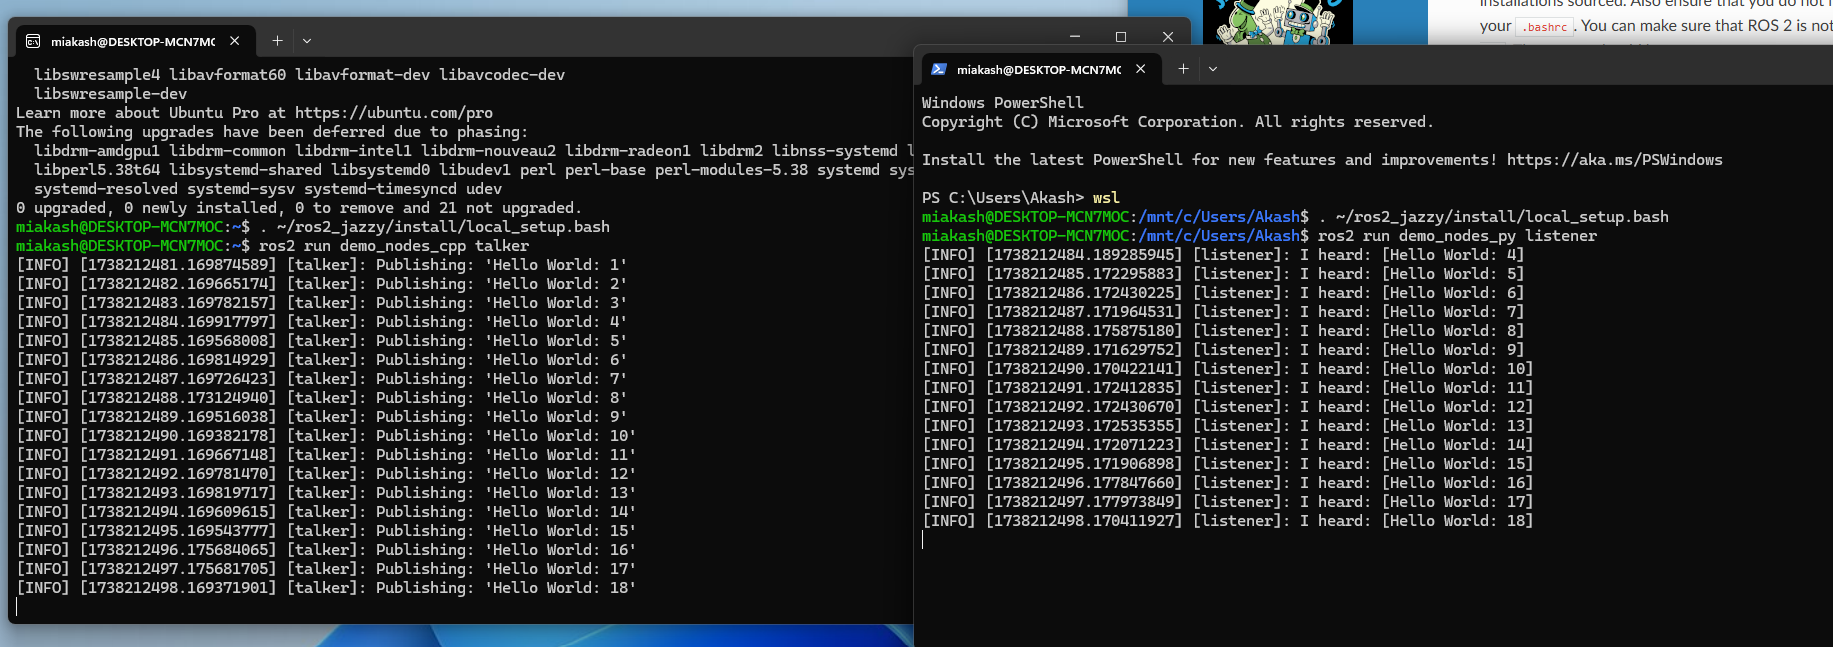 installations sourced. Also ensure that you do not
your .bashrc. You can make sure that ROS 2 is not
miakash@DESKTOP-MCN7MO
libswresample4 libavformat60 libavformat-dev libavcodec-dev
libswresample-dev
Learn more about Ubuntu Pro at https://ubuntu.com/pro
The following upgrades have been deferred due to phasing:
libdrm-amdgpu1 libdrm-common libdrm-intel1 libdrm-nouveau2 libdrm-radeon1 libdrm2 libnss-systemd
libperl5.38t64 libsystemd-shared libsystemd0 libudev1 perl perl-base perl-modules-5.38 systemd sys
systemd-resolved systemd-sysv systemd-timesyncd udev
0 upgraded, 0 newly installed, 0 to remove and 21 not upgraded.
miakash@DESKTOP-MCN7MOC:~$ . ~/ros2_jazzy/install/local_setup.bash
miakash@DESKTOP-MCN7MOC:~$ ros2 run demo_nodes_cpp talker
[INFO] [1738212481.169874589] [talker]: Publishing: 'Hello World: 1'
[INFO] [1738212482.169665174] [talker]: Publishing: 'Hello World: 2'
[INFO] [1738212483.169782157] [talker]: Publishing: 'Hello World: 3'
[INFO] [1738212484.169917797] [talker]: Publishing: 'Hello World: 4'
[INFO] [1738212485.169568008] [talker]: Publishing: 'Hello World: 5'
[INFO] [1738212486.169814929] [talker]: Publishing: 'Hello World: 6'
[INFO] [1738212487.169726423] [talker]: Publishing: 'Hello World: 7'
[INFO] [1738212488.173124940] [talker]: Publishing: 'Hello World: 8'
[INFO] [1738212489.169516038] [talker]: Publishing: 'Hello World: 9'
[INFO] [1738212490.169382178] [talker]: Publishing: 'Hello World: 10'
[INFO] [1738212491.169667148] [talker]: Publishing: 'Hello World: 11'
[INFO] [1738212492.169781470] [talker]: Publishing: 'Hello World: 12'
[INFO] [1738212493.169819717] [talker]: Publishing: 'Hello World: 13'
[INFO] [1738212494.169609615] [talker]: Publishing: 'Hello World: 14'
[INFO] [1738212495.169543777] [talker]: Publishing: 'Hello World: 15'
[INFO] [1738212496.175684065] [talker]: Publishing: 'Hello World: 16'
[INFO] [1738212497.175681705] [talker]: Publishing: 'Hello World: 17'
[INFO] [1738212498.169371901] [talker]: Publishing: 'Hello World: 18'
miakash@DESKTOP-MCN7MO
Windows PowerShell
Copyright (C) Microsoft Corporation. All rights reserved.
Install the latest PowerShell for new features and improvements! https://aka.ms/PSWindows
PS C:\Users\Akash> wsl
miakash@DESKTOP-MCN7MOC:/mnt/c/Users/Akash$ . ~/ros2_jazzy/install/local_setup.bash
miakash@DESKTOP-MCN7MOC:/mnt/c/Users/Akash$ ros2 run demo_nodes_py listener
[INFO] [1738212484.189285945] [listener]: I heard: [Hello World: 4]
[INFO] [1738212485.172295883] [listener]: I heard: [Hello World: 5]
[INFO] [1738212486.172430225] [listener]: I heard: [Hello World: 6]
[INFO] [1738212487.171964531] [listener]: I heard: [Hello World: 7]
[INFO] [1738212488.175875180] [listener]: I heard: [Hello World: 8]
[INFO] [1738212489.171629752] [listener]: I heard: [Hello World: 9]
[INFO] [1738212490.170422141] [listener]: I heard: [Hello World: 10]
[INFO] [1738212491.172412835] [listener]: I heard: [Hello World: 11]
[INFO] [1738212492.172430670] [listener]: I heard: [Hello World: 12]
[INFO] [1738212493.172535355] [listener]: I heard: [Hello World: 13]
[INFO] [1738212494.172071223] [listener]: I heard: [Hello World: 14]
[INFO] [1738212495.171906898] [listener]: I heard: [Hello World: 15]
[INFO] [1738212496.177847660] [listener]: I heard: [Hello World: 16]
[INFO] [1738212497.177973849] [listener]: I heard: [Hello World: 17]
[INFO] [1738212498.170411927] [listener]: I heard: [Hello World: 18]